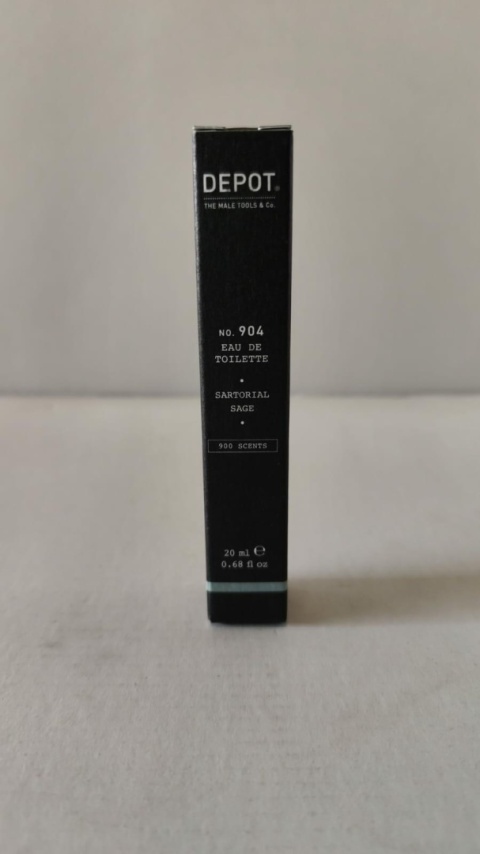 DEPOT®
THE MALE TOOLS & Co.
NO. 904
EAU DE
TOILETTE
SARTORIAL
SAGE
900 SCENTS
20 ml ℮
0.68 fl oz